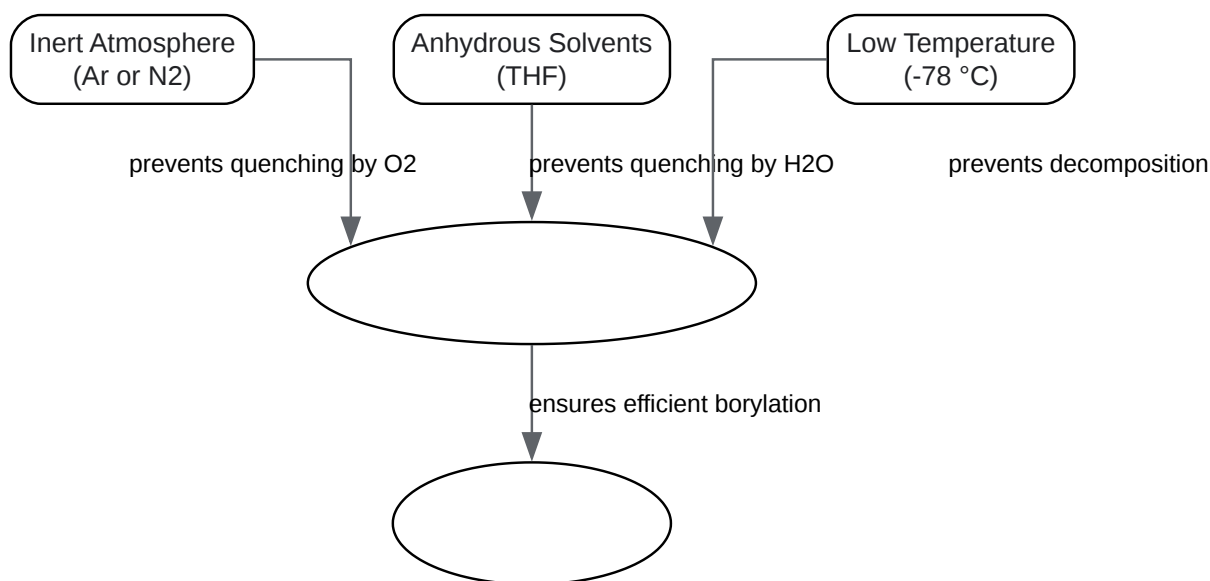 Inert Atmosphere
(Ar or N2)
Anhydrous Solvents
(THF)
Low Temperature
(-78 °C)
prevents quenching by O2
prevents quenching by H2O
prevents decomposition
ensures efficient borylation